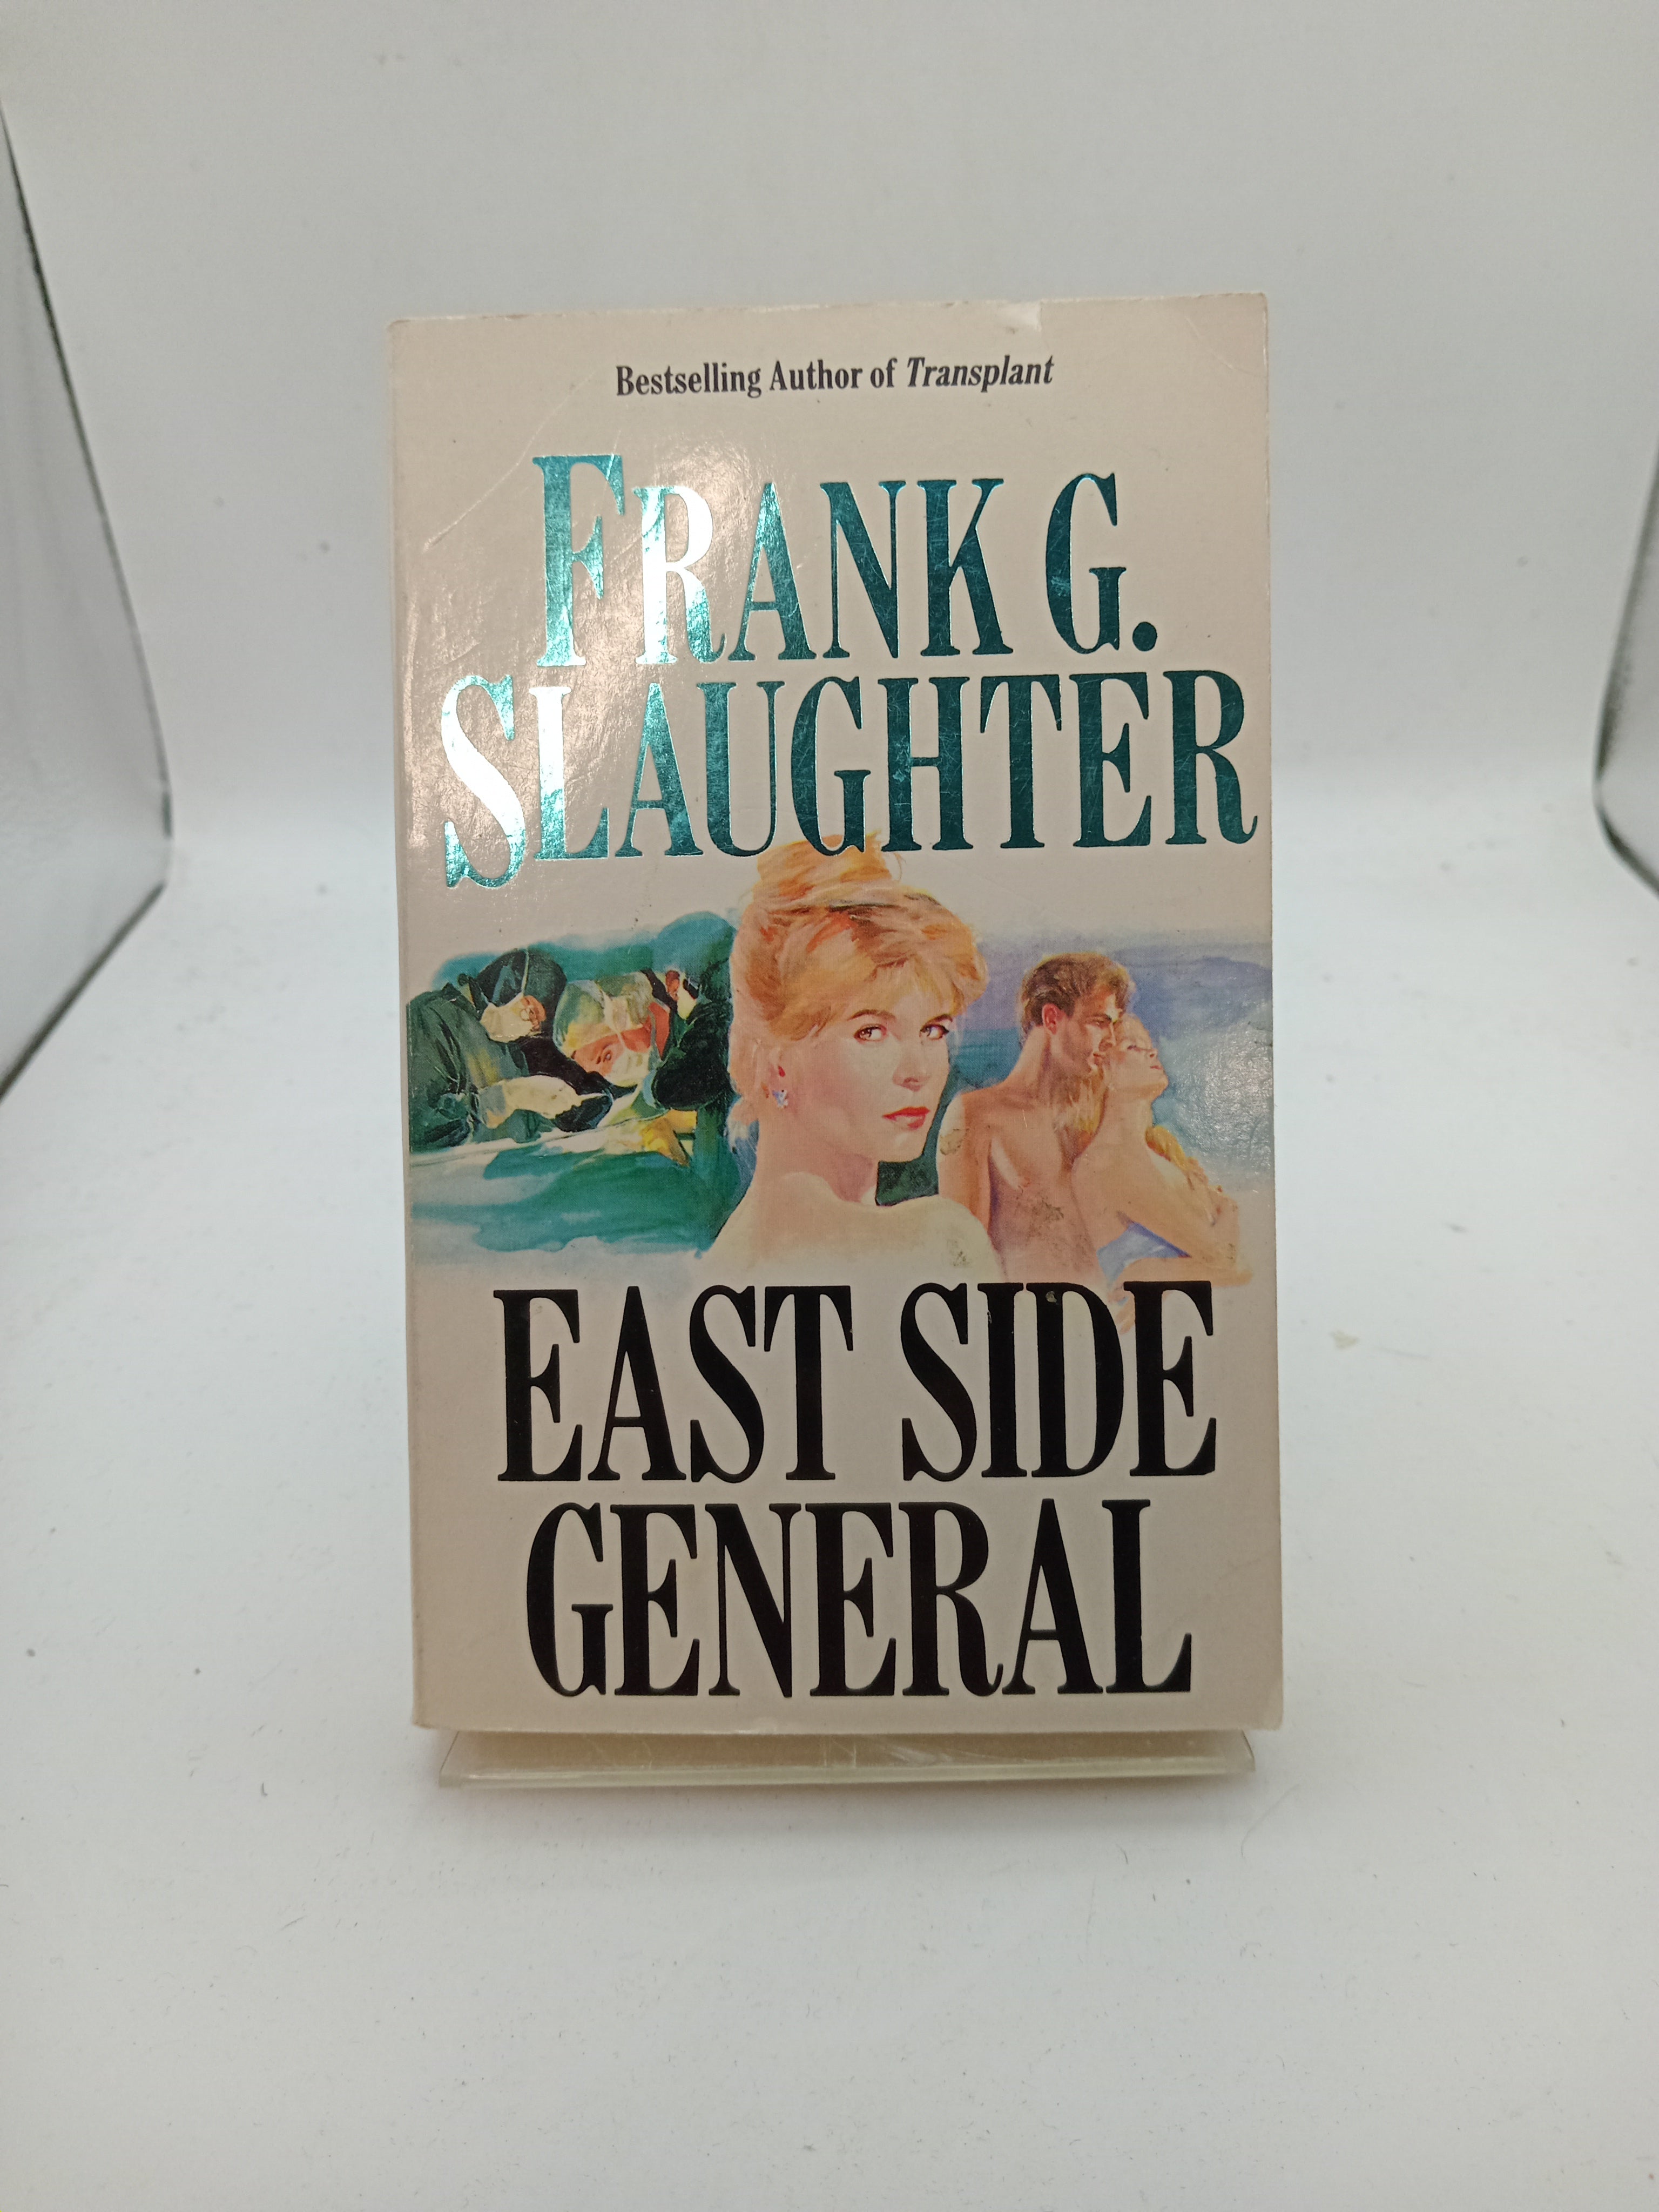 Bestselling Author of Transplant
FRANK G.
SLAUGHTER
EAST SIDE
GENERAL